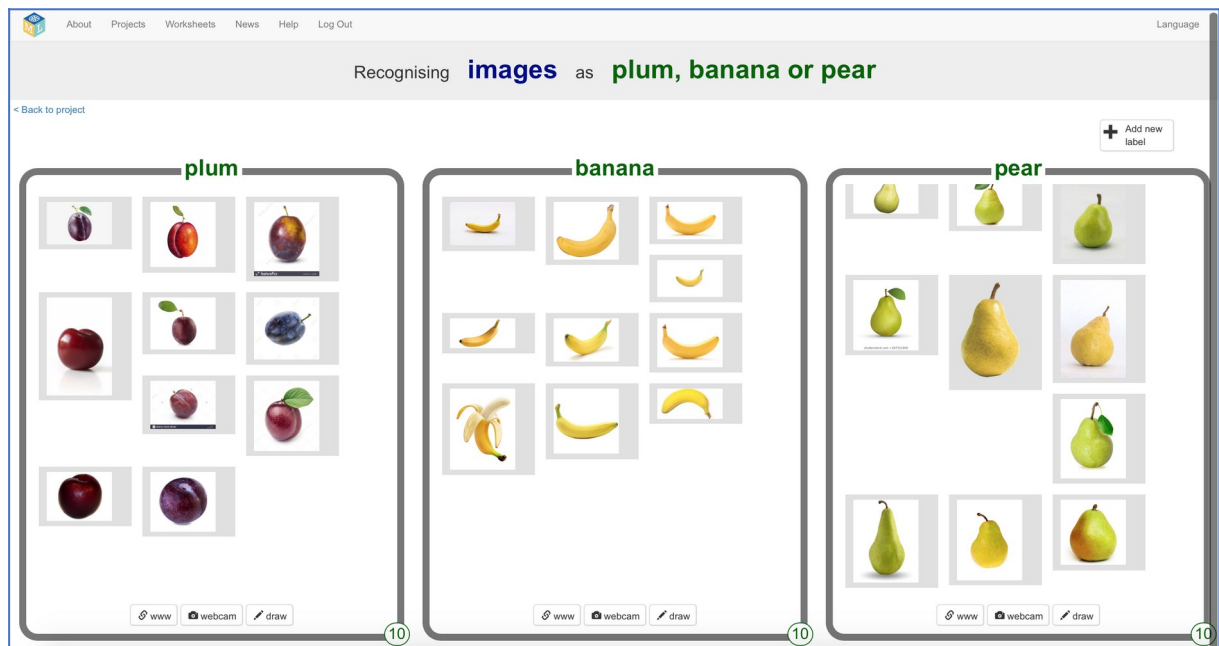 About Projects Worksheets News Help Log Out Language
Recognising images as plum, banana or pear
< Back to project
Add new
label
plum
banana
pear
www webcam draw
10
www webcam draw
10
www webcam draw
10